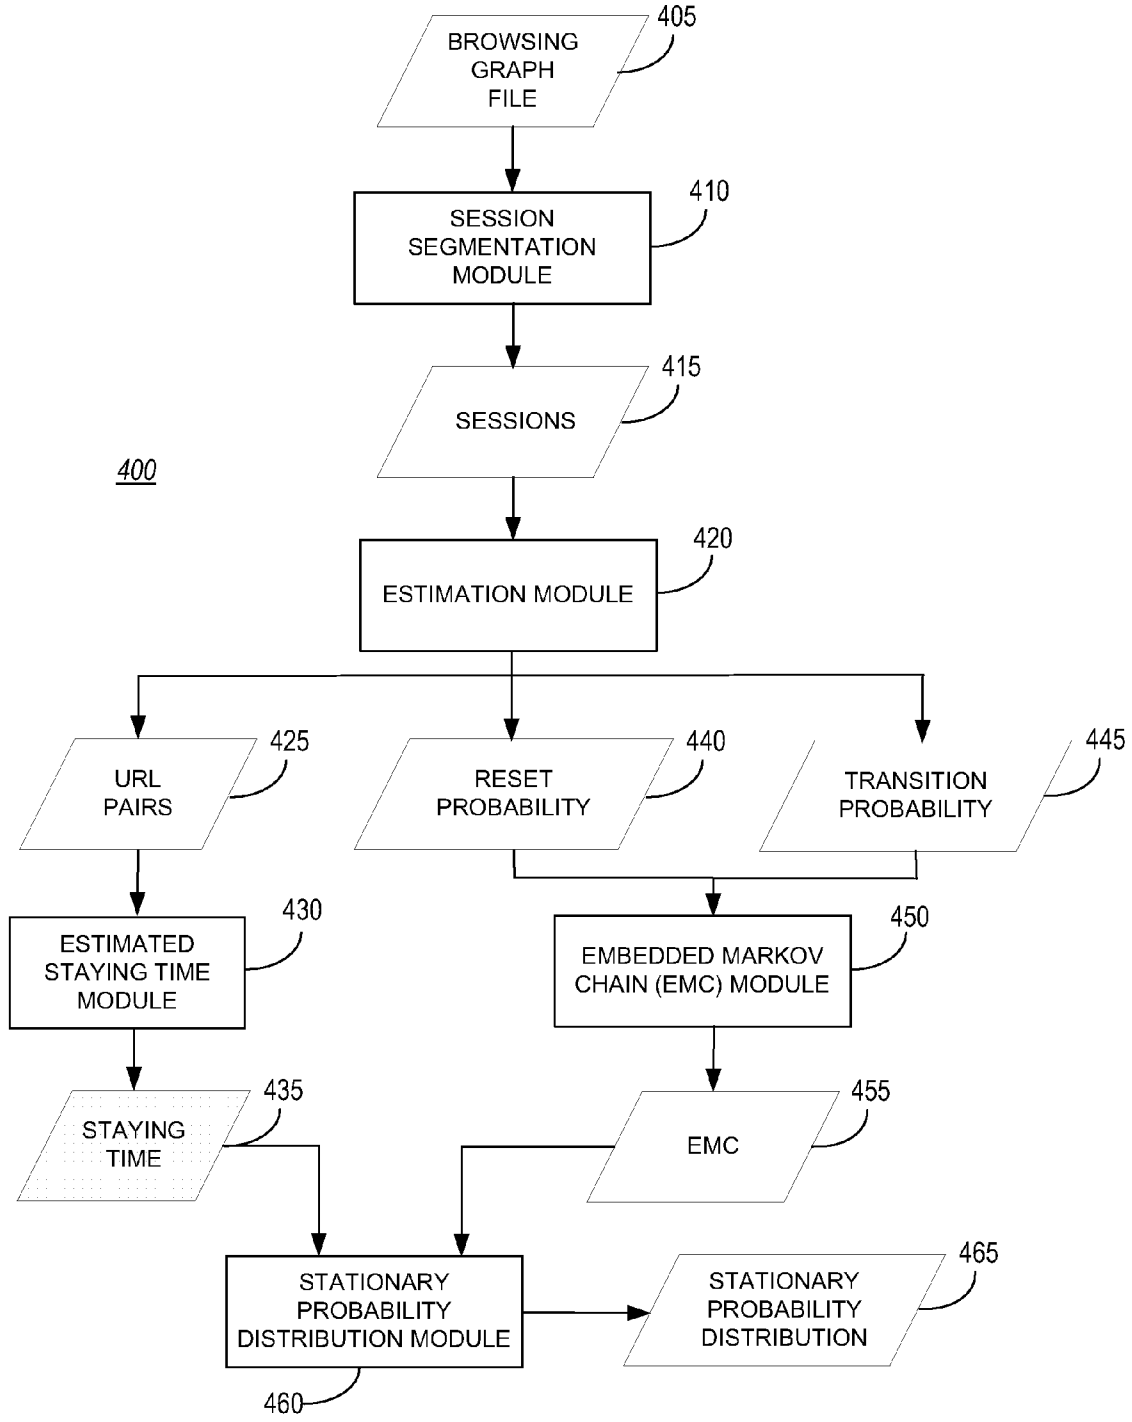 405
BROWSING
GRAPH
FILE
410
SESSION
SEGMENTATION
MODULE
415
SESSIONS
400
420
ESTIMATION MODULE
425
URL
PAIRS
440
RESET
PROBABILITY
445
TRANSITION
PROBABILITY
430
ESTIMATED
STAYING TIME
MODULE
450
EMBEDDED MARKOV
CHAIN (EMC) MODULE
435
STAYING
TIME
455
EMC
STATIONARY
PROBABILITY
DISTRIBUTION MODULE
460
465
STATIONARY
PROBABILITY
DISTRIBUTION